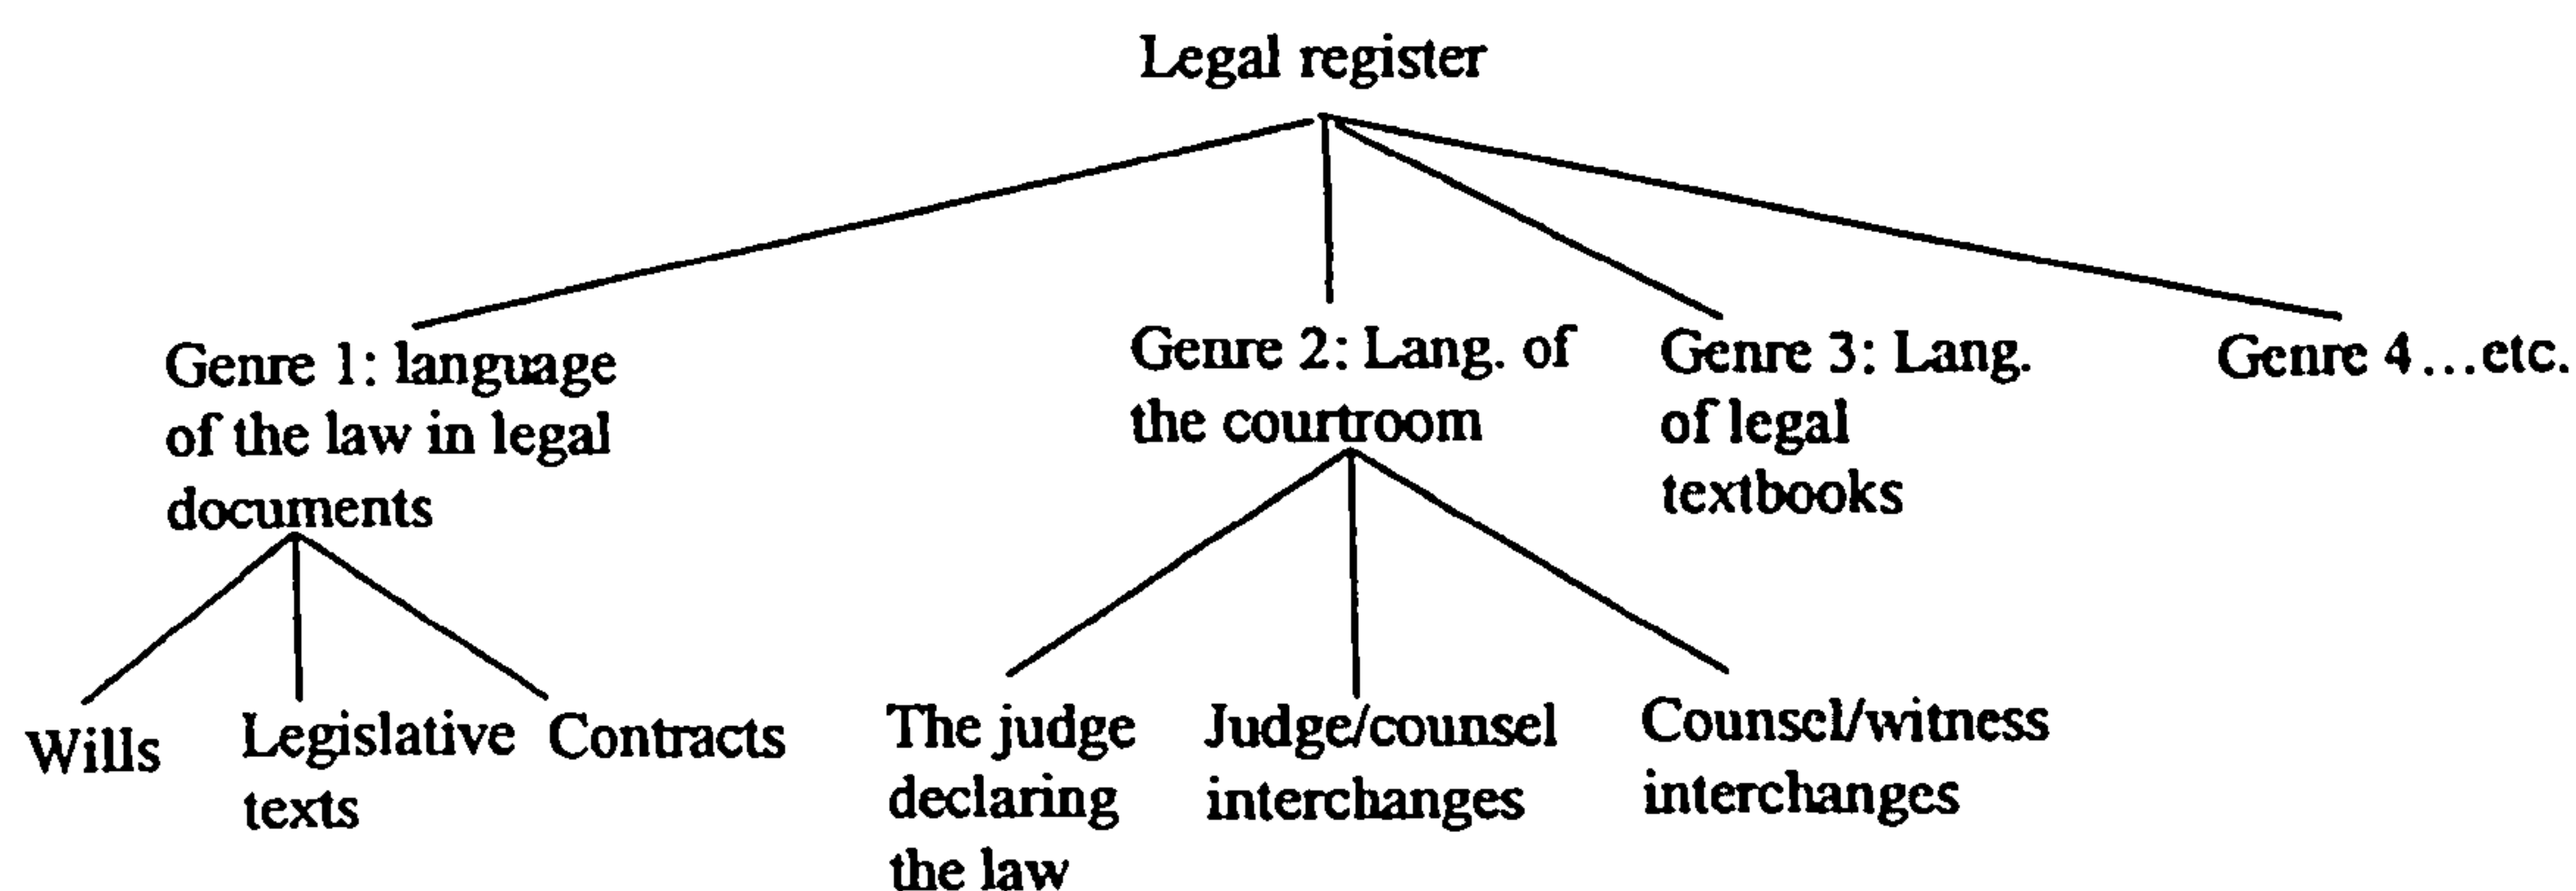 Legal register
Genre 1: language
of the law in legal
documents
Genre 2: Lang. of
the courtroom
Genre 3: Lang.
of legal
textbooks
Genre 4...etc.
Wills
Legislative
texts
Contracts
The judge
declaring
the law
Judge/counsel
interchanges
Counsel/witness
interchanges